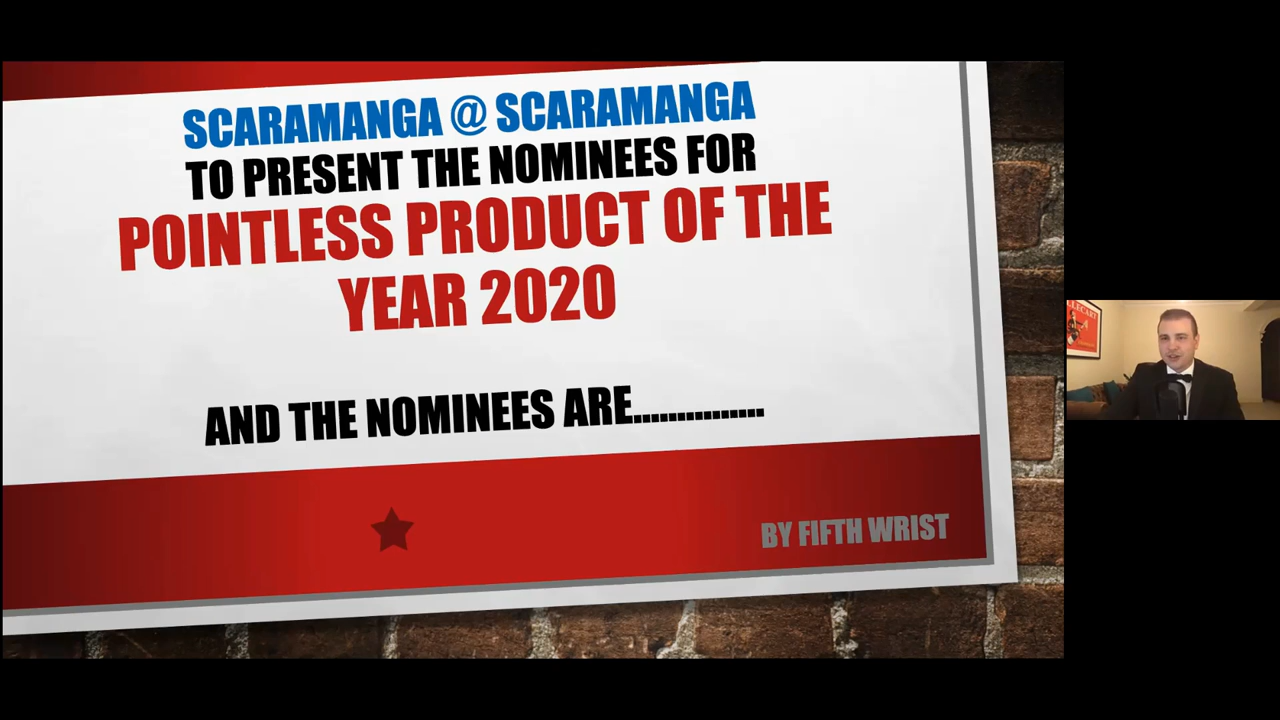 SCARAMANGA @ SCARAMANGA
TO PRESENT THE NOMINEES FOR
POINTLESS PRODUCT OF THE
YEAR 2020
AND THE NOMINEES ARE...............
BY FIFTH WRIST